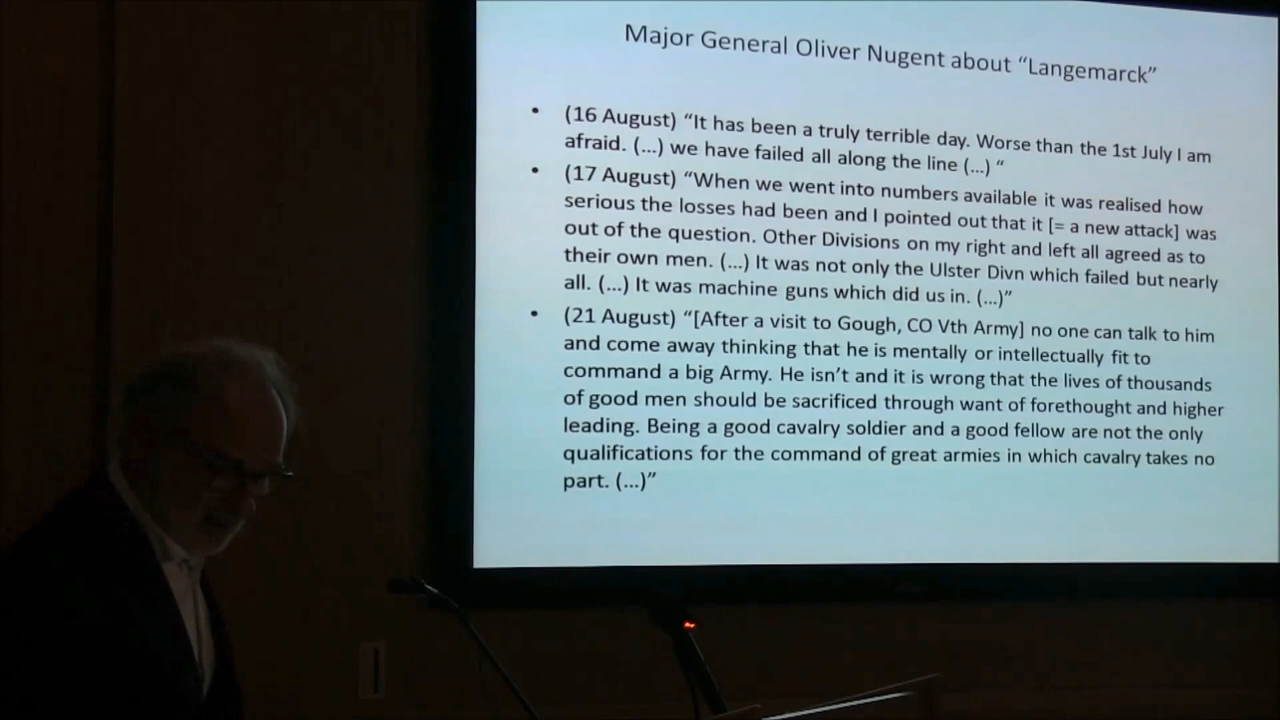 Major General Oliver Nugent about “Langemarck”
• (16 August) “It has been a truly terrible day. Worse than the 1st July I am
afraid. (...) we have failed all along the line (...) “
• (17 August) “When we went into numbers available it was realised how
serious the losses had been and I pointed out that it [= a new attack] was
out of the question. Other Divisions on my right and left all agreed as to
their own men. (...) It was not only the Ulster Divn which failed but nearly
all. (...) It was machine guns which did us in. (...)”
• (21 August) “[After a visit to Gough, CO Vth Army] no one can talk to him
and come away thinking that he is mentally or intellectually fit to
command a big Army. He isn’t and it is wrong that the lives of thousands
of good men should be sacrificed through want of forethought and higher
leading. Being a good cavalry soldier and a good fellow are not the only
qualifications for the command of great armies in which cavalry takes no
part. (...)”